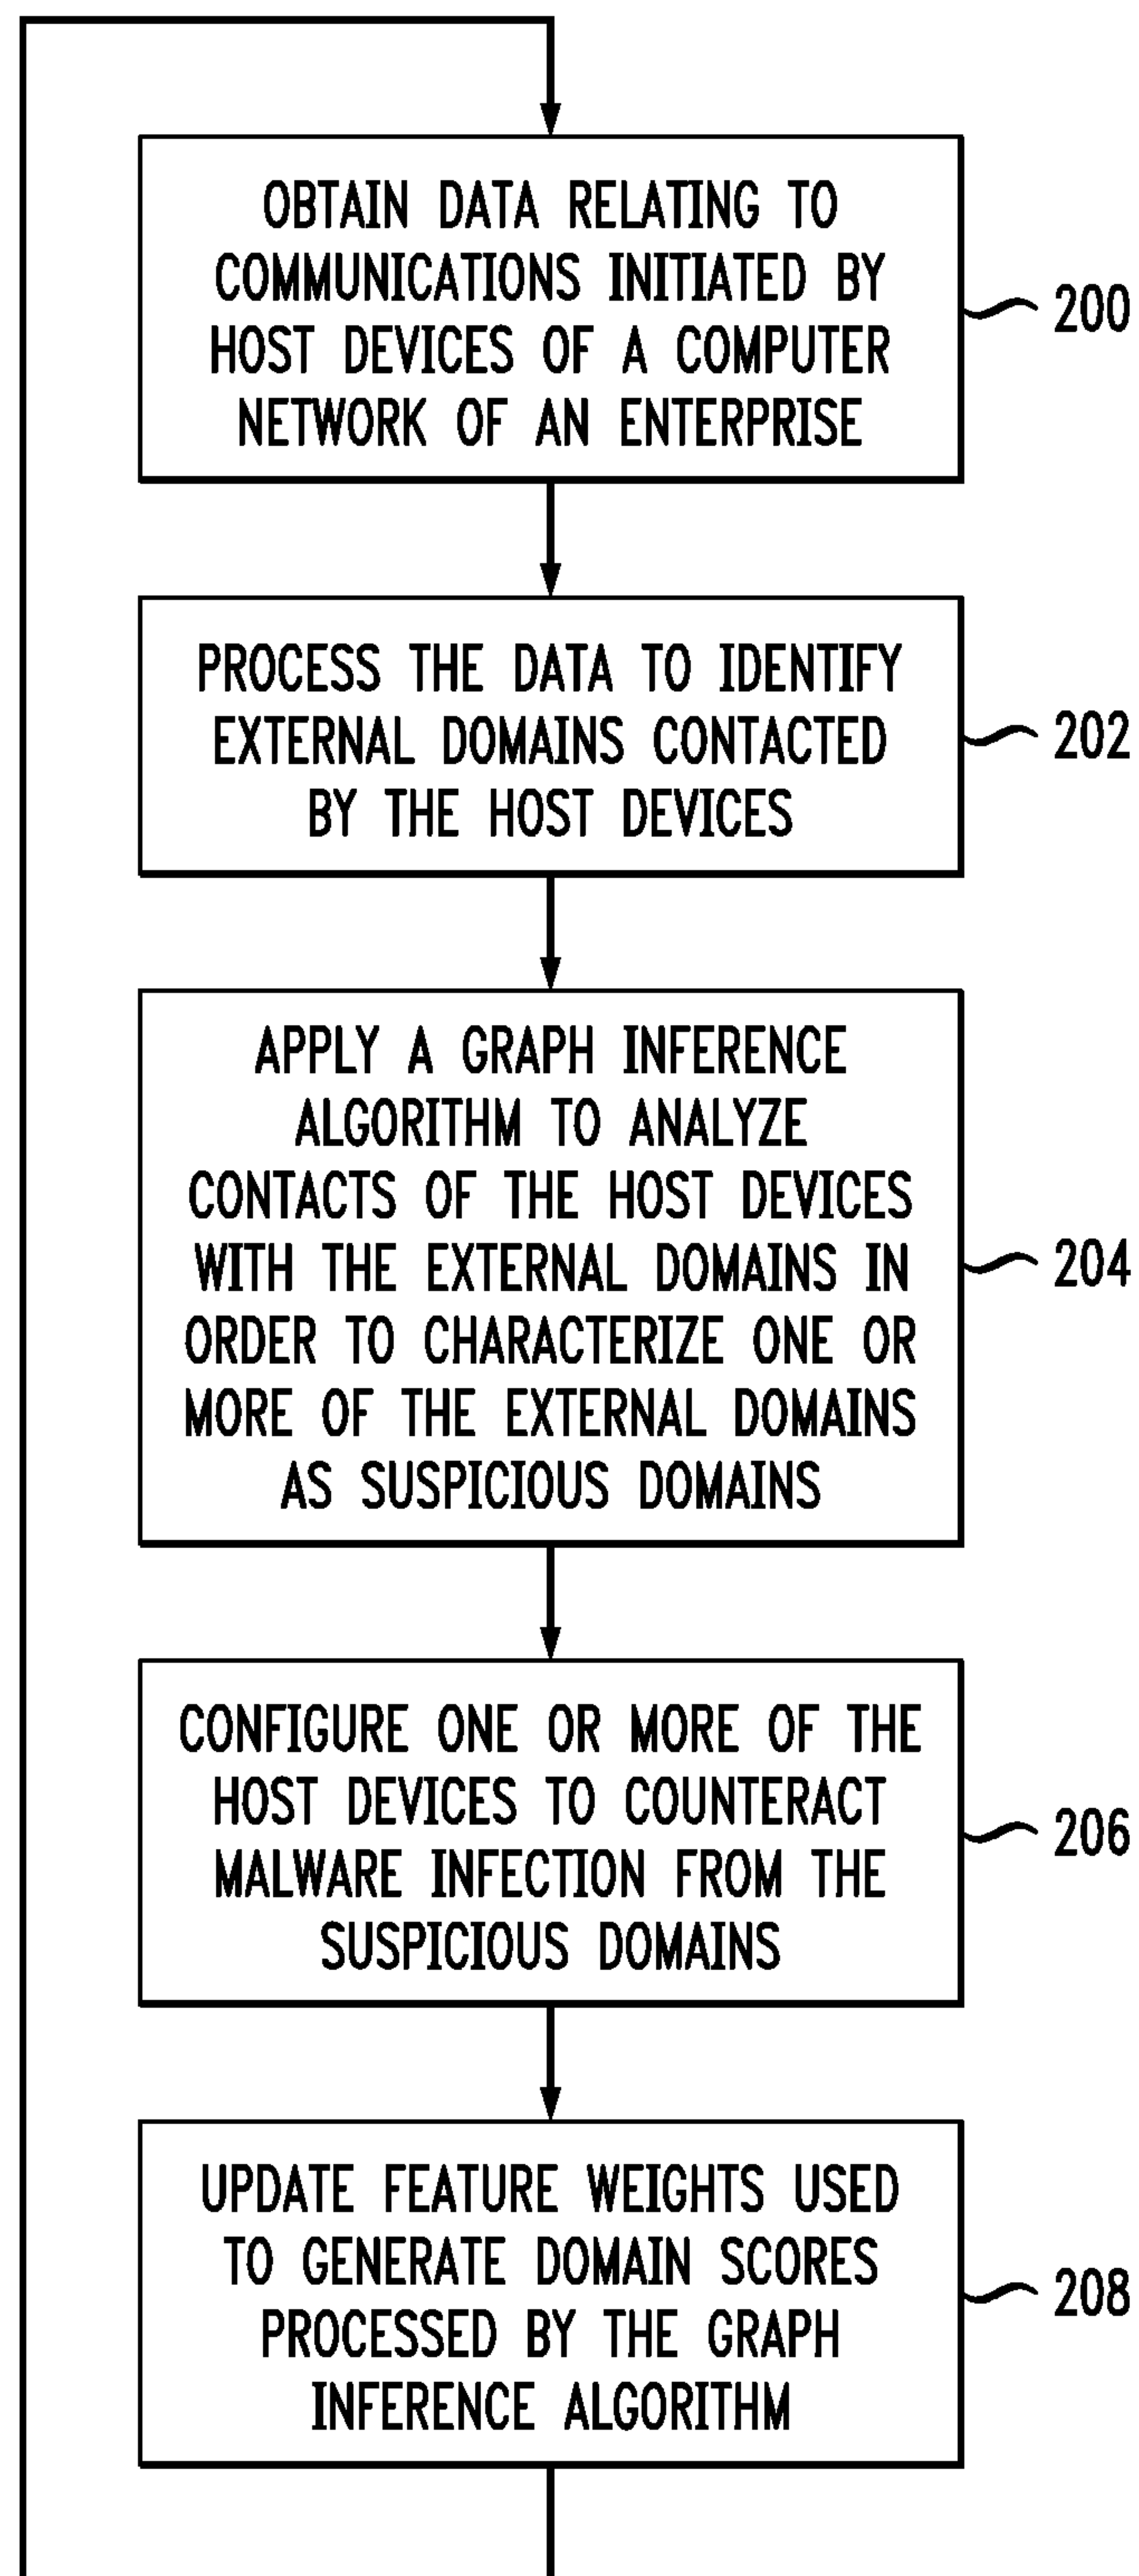 OBTAIN DATA RELATING TO
COMMUNICATIONS INITIATED BY
HOST DEVICES OF A COMPUTER
NETWORK OF AN ENTERPRISE
200
PROCESS THE DATA TO IDENTIFY
EXTERNAL DOMAINS CONTACTED
BY THE HOST DEVICES
202
APPLY A GRAPH INFERENCE
ALGORITHM TO ANALYZE
CONTACTS OF THE HOST DEVICES
WITH THE EXTERNAL DOMAINS IN
ORDER TO CHARACTERIZE ONE OR
MORE OF THE EXTERNAL DOMAINS
AS SUSPICIOUS DOMAINS
204
CONFIGURE ONE OR MORE OF THE
HOST DEVICES TO COUNTERACT
MALWARE INFECTION FROM THE
SUSPICIOUS DOMAINS
206
UPDATE FEATURE WEIGHTS USED
TO GENERATE DOMAIN SCORES
PROCESSED BY THE GRAPH
INFERENCE ALGORITHM
208